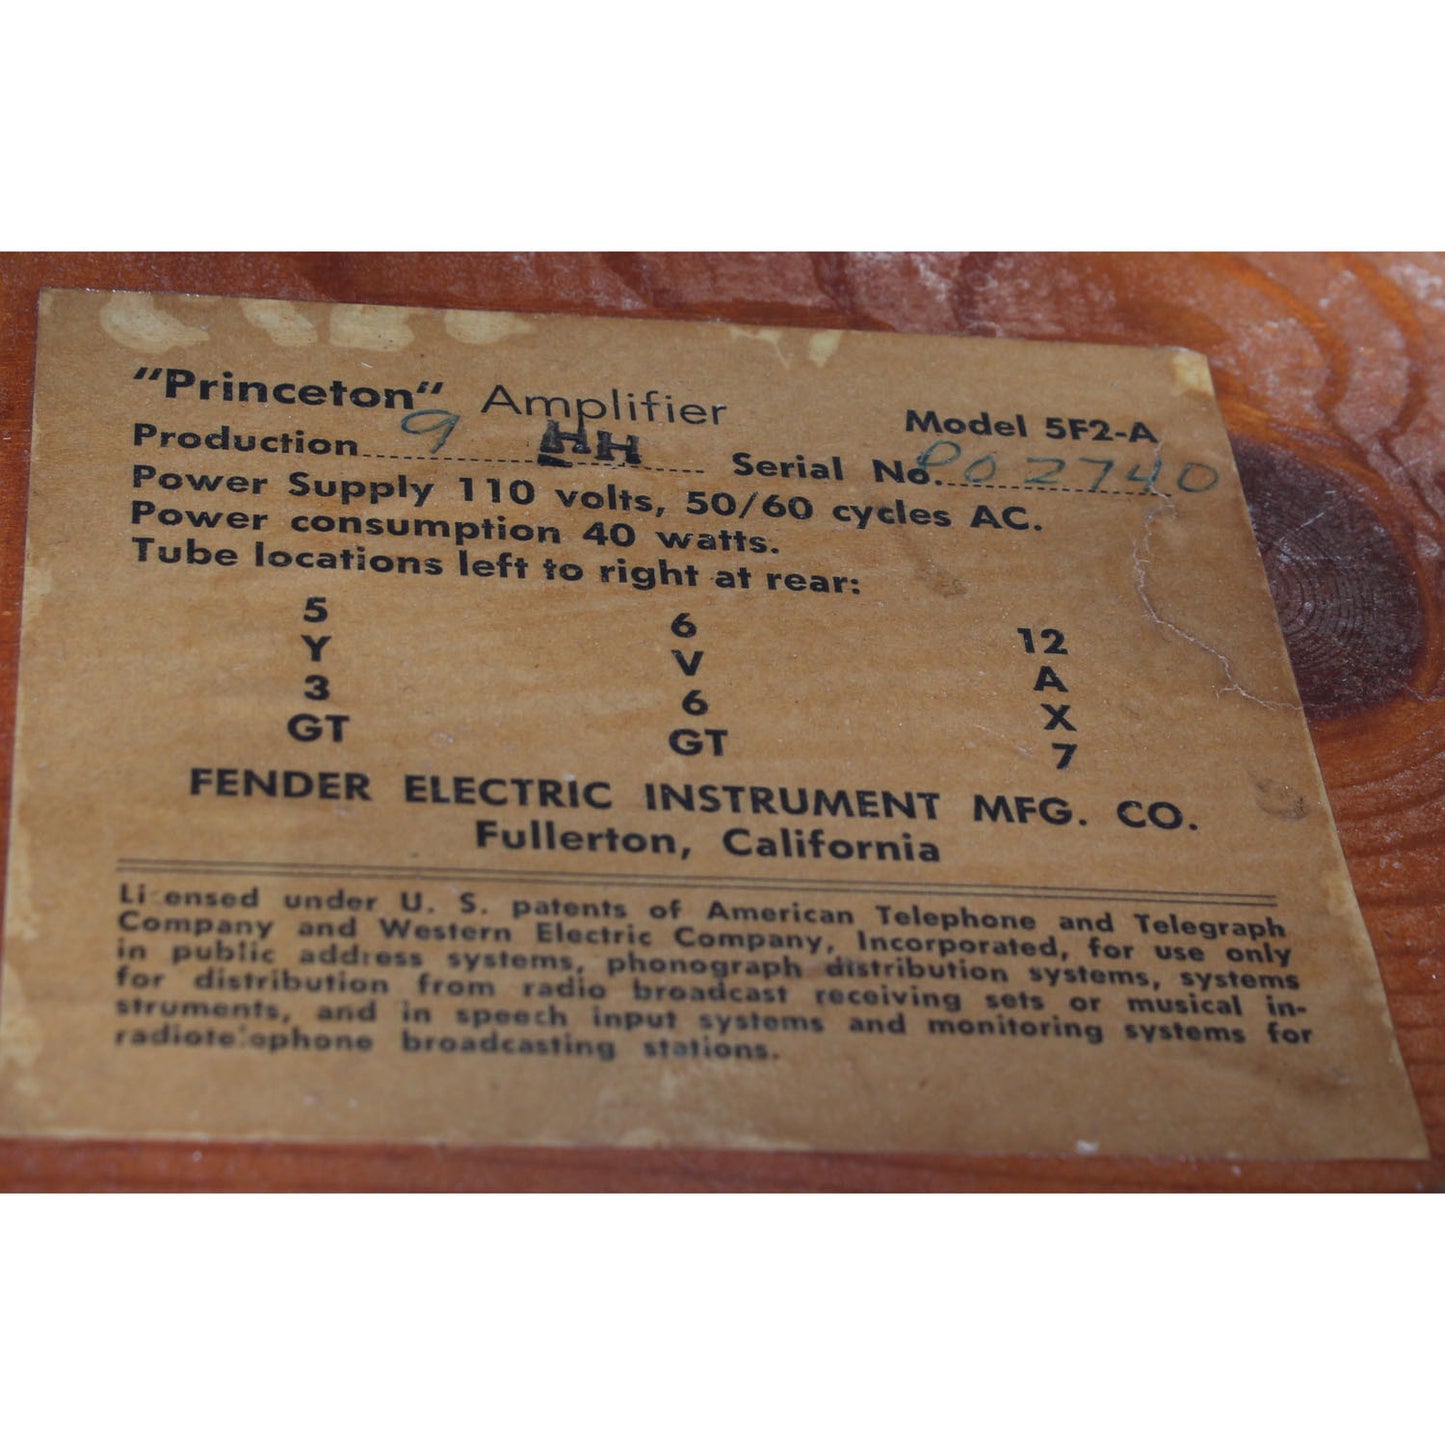 "Princeton" Amplifier Model 5F2-A
Production 9 HH Serial No. P02740
Power Supply 110 volts, 50/60 cycles AC.
Power consumption 40 watts.
Tube locations left to right at rear:
5 6 12
Y V A
3 6 X
GT GT 7
FENDER ELECTRIC INSTRUMENT MFG. CO.
Fullerton, California
Licensed under U. S. patents of American Telephone and Telegraph
Company and Western Electric Company, Incorporated, for use only
in public address systems, phonograph distribution systems, systems
for distribution from radio broadcast receiving sets or musical in-
struments, and in speech input systems and monitoring systems for
radiotelephone broadcasting stations.